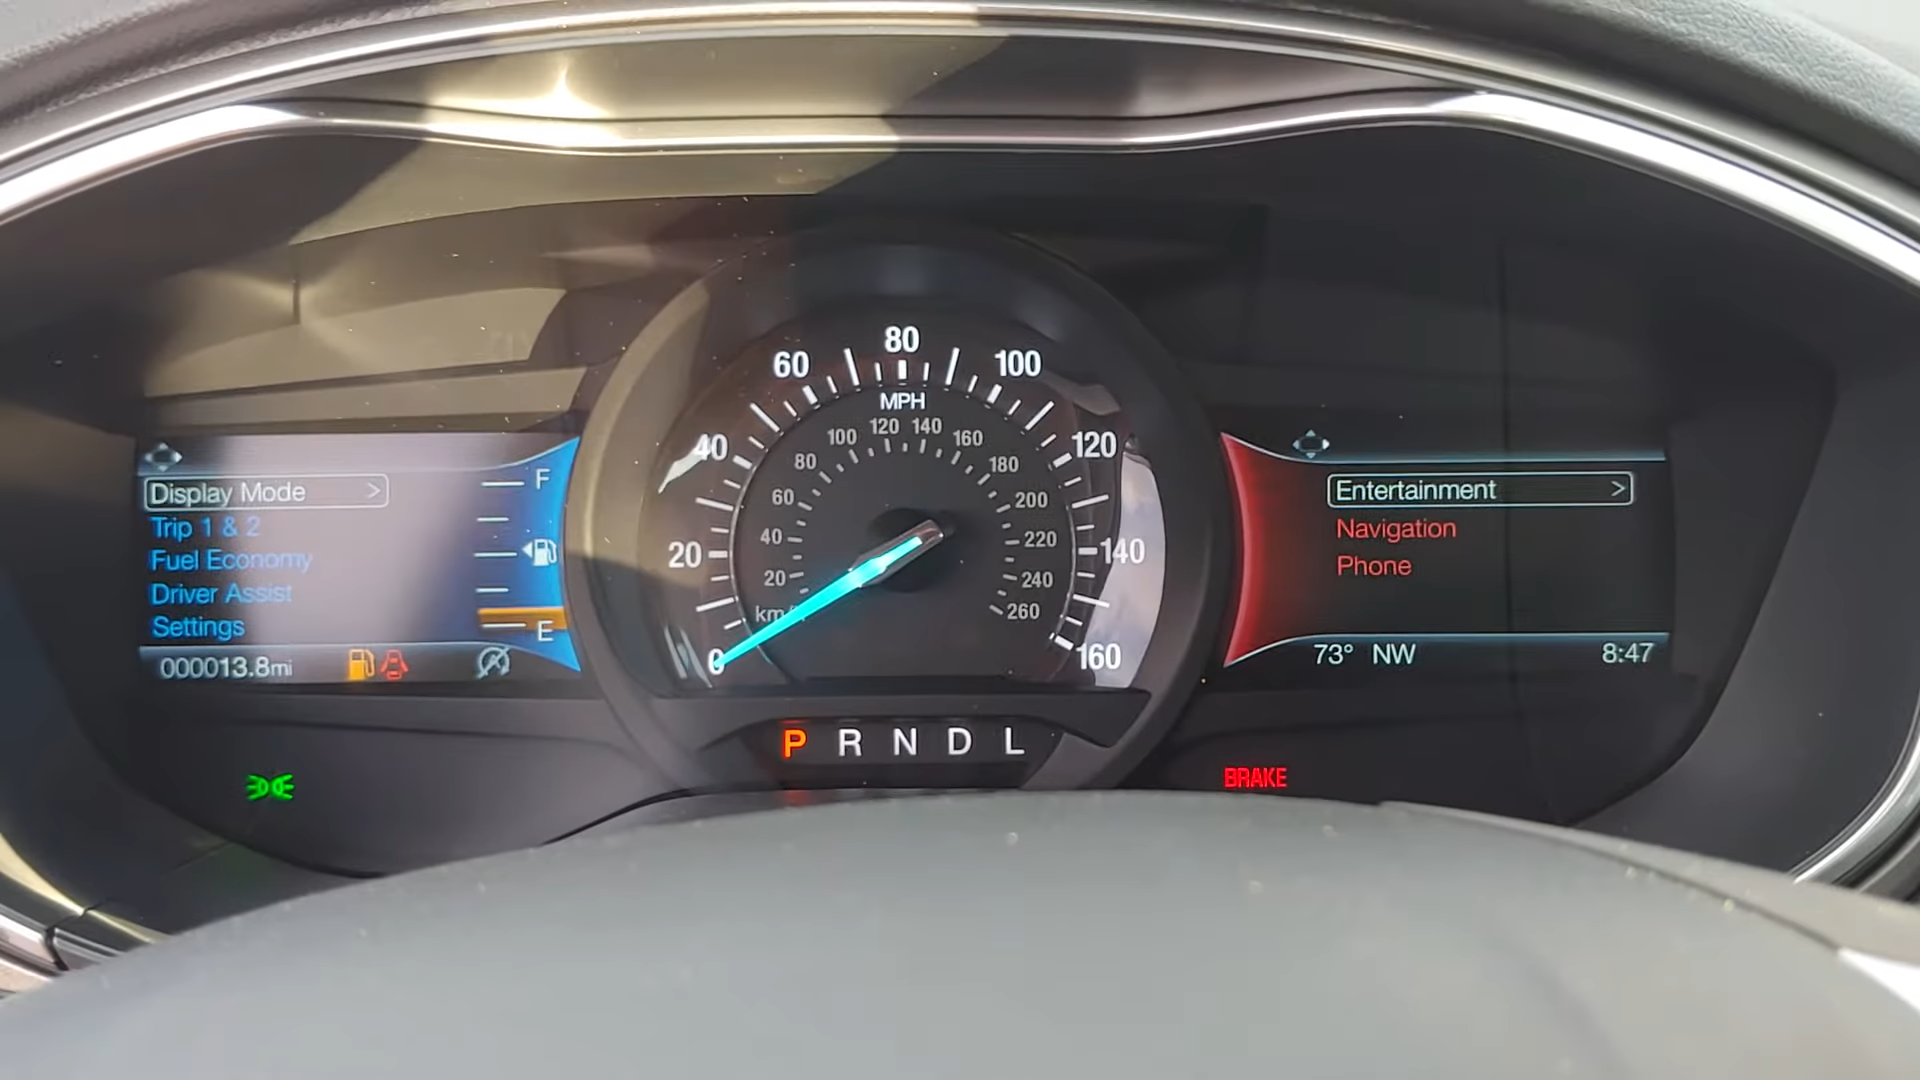 Display Mode >
Trip 1 & 2
Fuel Economy
Driver Assist
Settings
000013.8mi
F
E
0
20
40
60
80
100
120
140
160
MPH
km/
20
40
60
80
100
120
140
160
180
200
220
240
260
P R N D L
Entertainment >
Navigation
Phone
73° NW 8:47
BRAKE